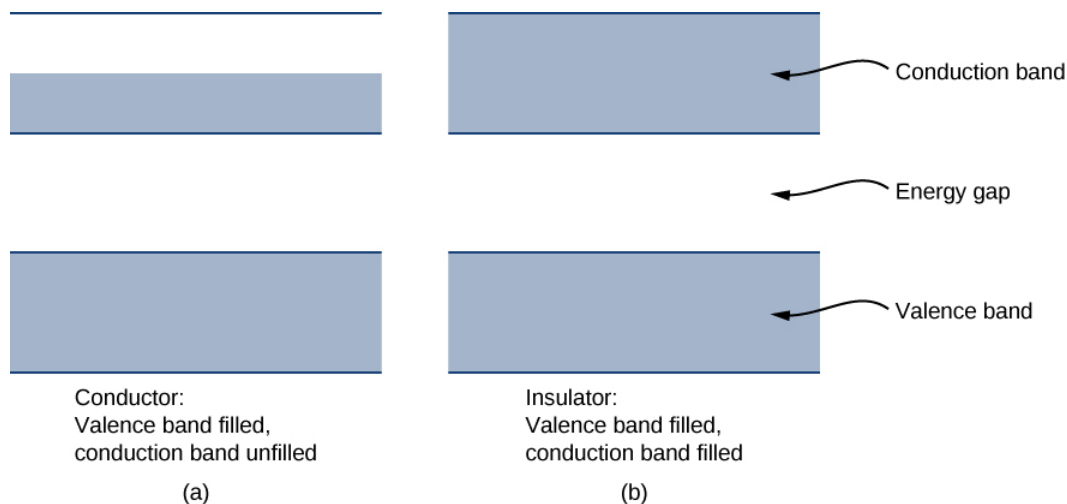 Conduction band
Energy gap
Valence band
Conductor:
Valence band filled,
conduction band unfilled
(a)
Insulator:
Valence band filled,
conduction band filled
(b)